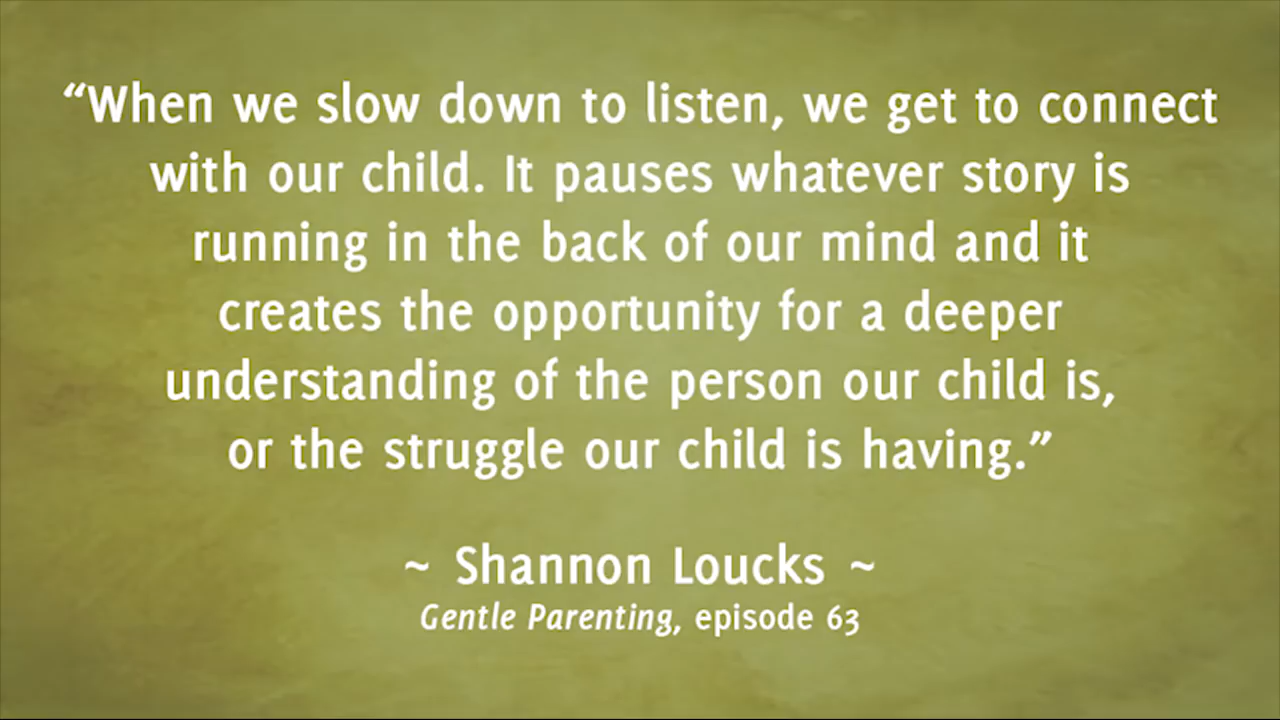 “When we slow down to listen, we get to connect
with our child. It pauses whatever story is
running in the back of our mind and it
creates the opportunity for a deeper
understanding of the person our child is,
or the struggle our child is having.”
~ Shannon Loucks ~
Gentle Parenting, episode 63